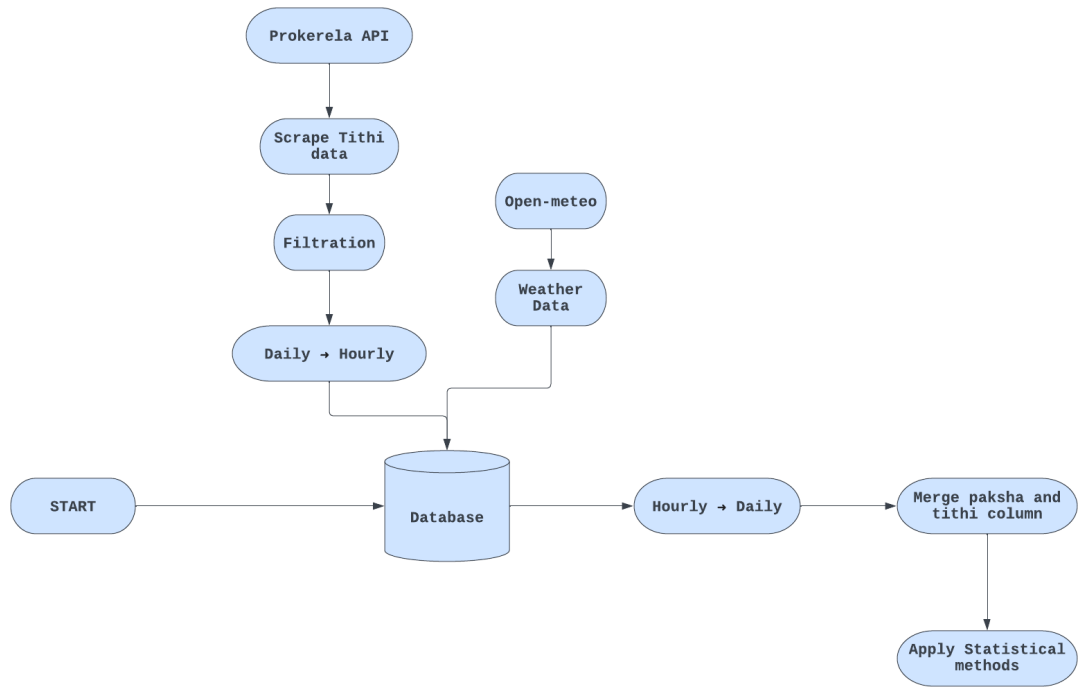 Prokerela API
Scrape Tithi
data
Filtration
Daily → Hourly
Open-meteo
Weather
Data
START
Database
Hourly → Daily
Merge paksha and
tithi column
Apply Statistical
methods